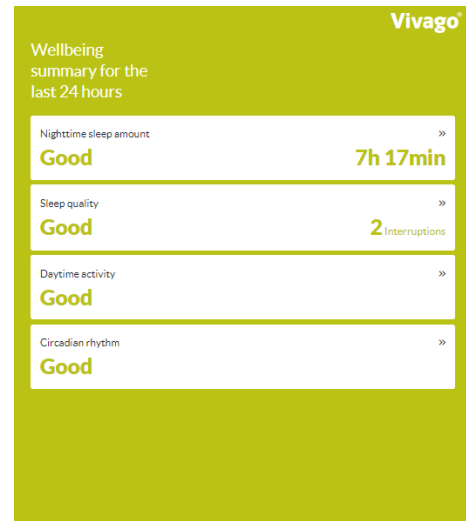 Vivago®
Wellbeing
summary for the
last 24 hours
Nighttime sleep amount »
Good 7h 17min
Sleep quality »
Good 2 Interruptions
Daytime activity »
Good
Circadian rhythm »
Good